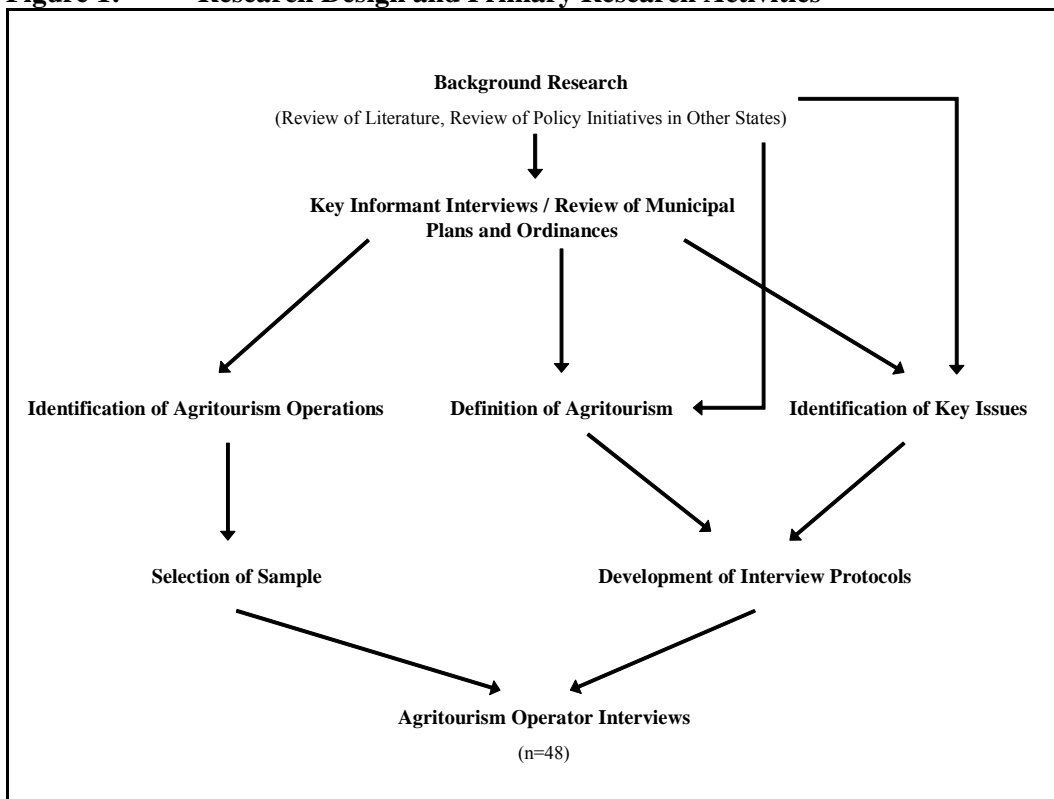 Figure 1. Research Design and Primary Research Activities
Background Research
(Review of Literature, Review of Policy Initiatives in Other States)
Key Informant Interviews / Review of Municipal
Plans and Ordinances
Identification of Agritourism Operations
Definition of Agritourism
Identification of Key Issues
Selection of Sample
Development of Interview Protocols
Agritourism Operator Interviews
(n=48)